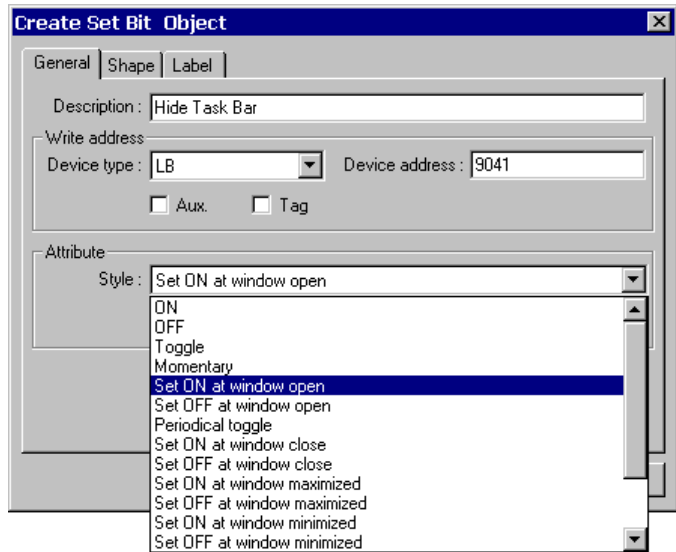 Create Set Bit Object
General Shape Label
Description : Hide Task Bar
Write address
Device type : LB Device address : 9041
Aux. Tag
Attribute
Style : Set ON at window open
ON
OFF
Toggle
Momentary
Set ON at window open
Set OFF at window open
Periodical toggle
Set ON at window close
Set OFF at window close
Set ON at window maximized
Set OFF at window maximized
Set ON at window minimized
Set OFF at window minimized